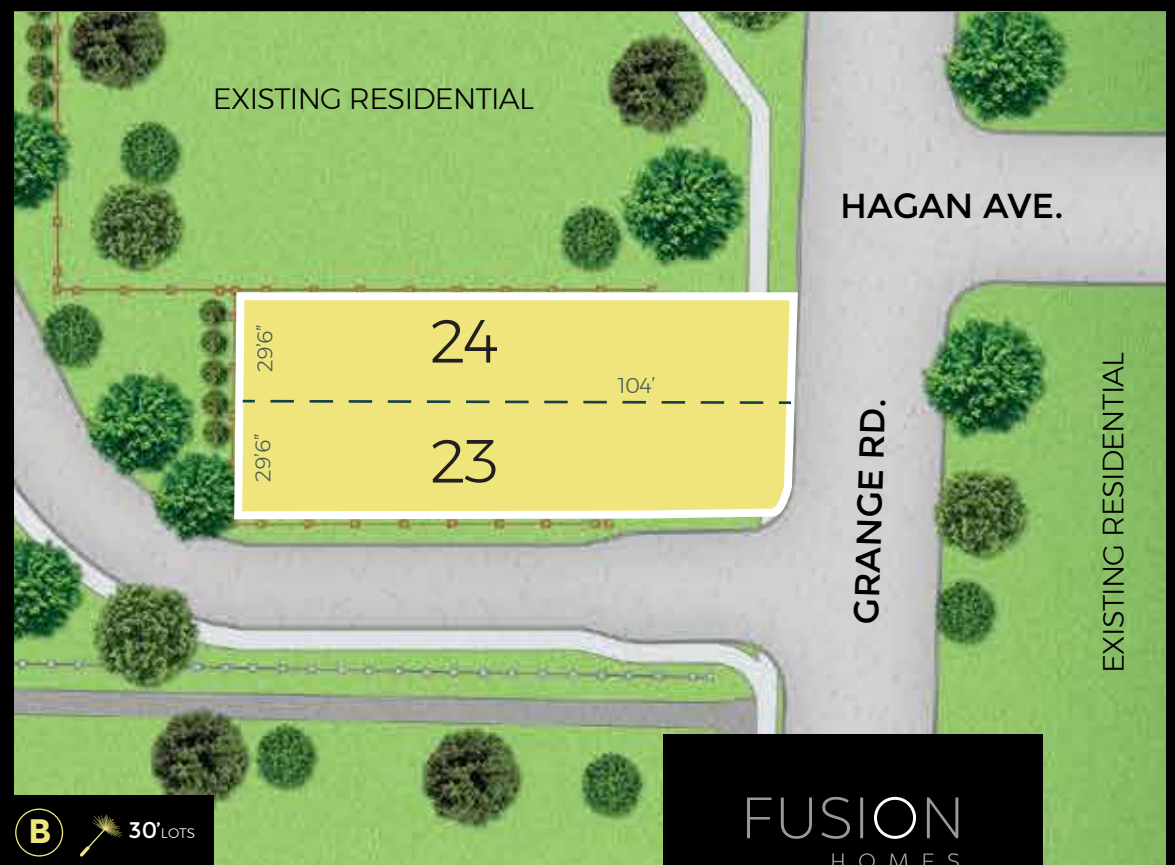 EXISTING RESIDENTIAL
HAGAN AVE.
29'6"
24
104'
29'6"
23
GRANGE RD.
EXISTING RESIDENTIAL
B 30' LOTS
FUSION
HOMES